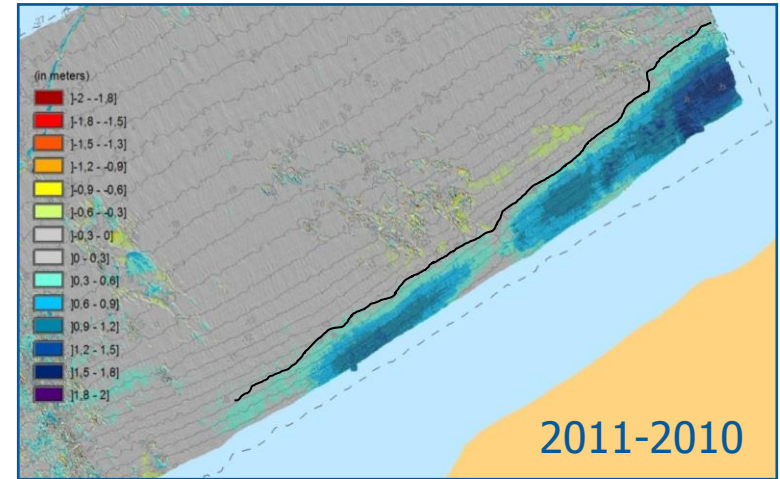 (in meters)
]-2 - -1,8]
]-1,8 - -1,5]
]-1,5 - -1,3]
]-1,2 - -0,9]
]-0,9 - -0,6]
]-0,6 - -0,3]
]-0,3 - 0]
]0 - 0,3]
]0,3 - 0,6]
]0,6 - 0,9]
]0,9 - 1,2]
]1,2 - 1,5]
]1,5 - 1,8]
]1,8 - 2]
2011-2010